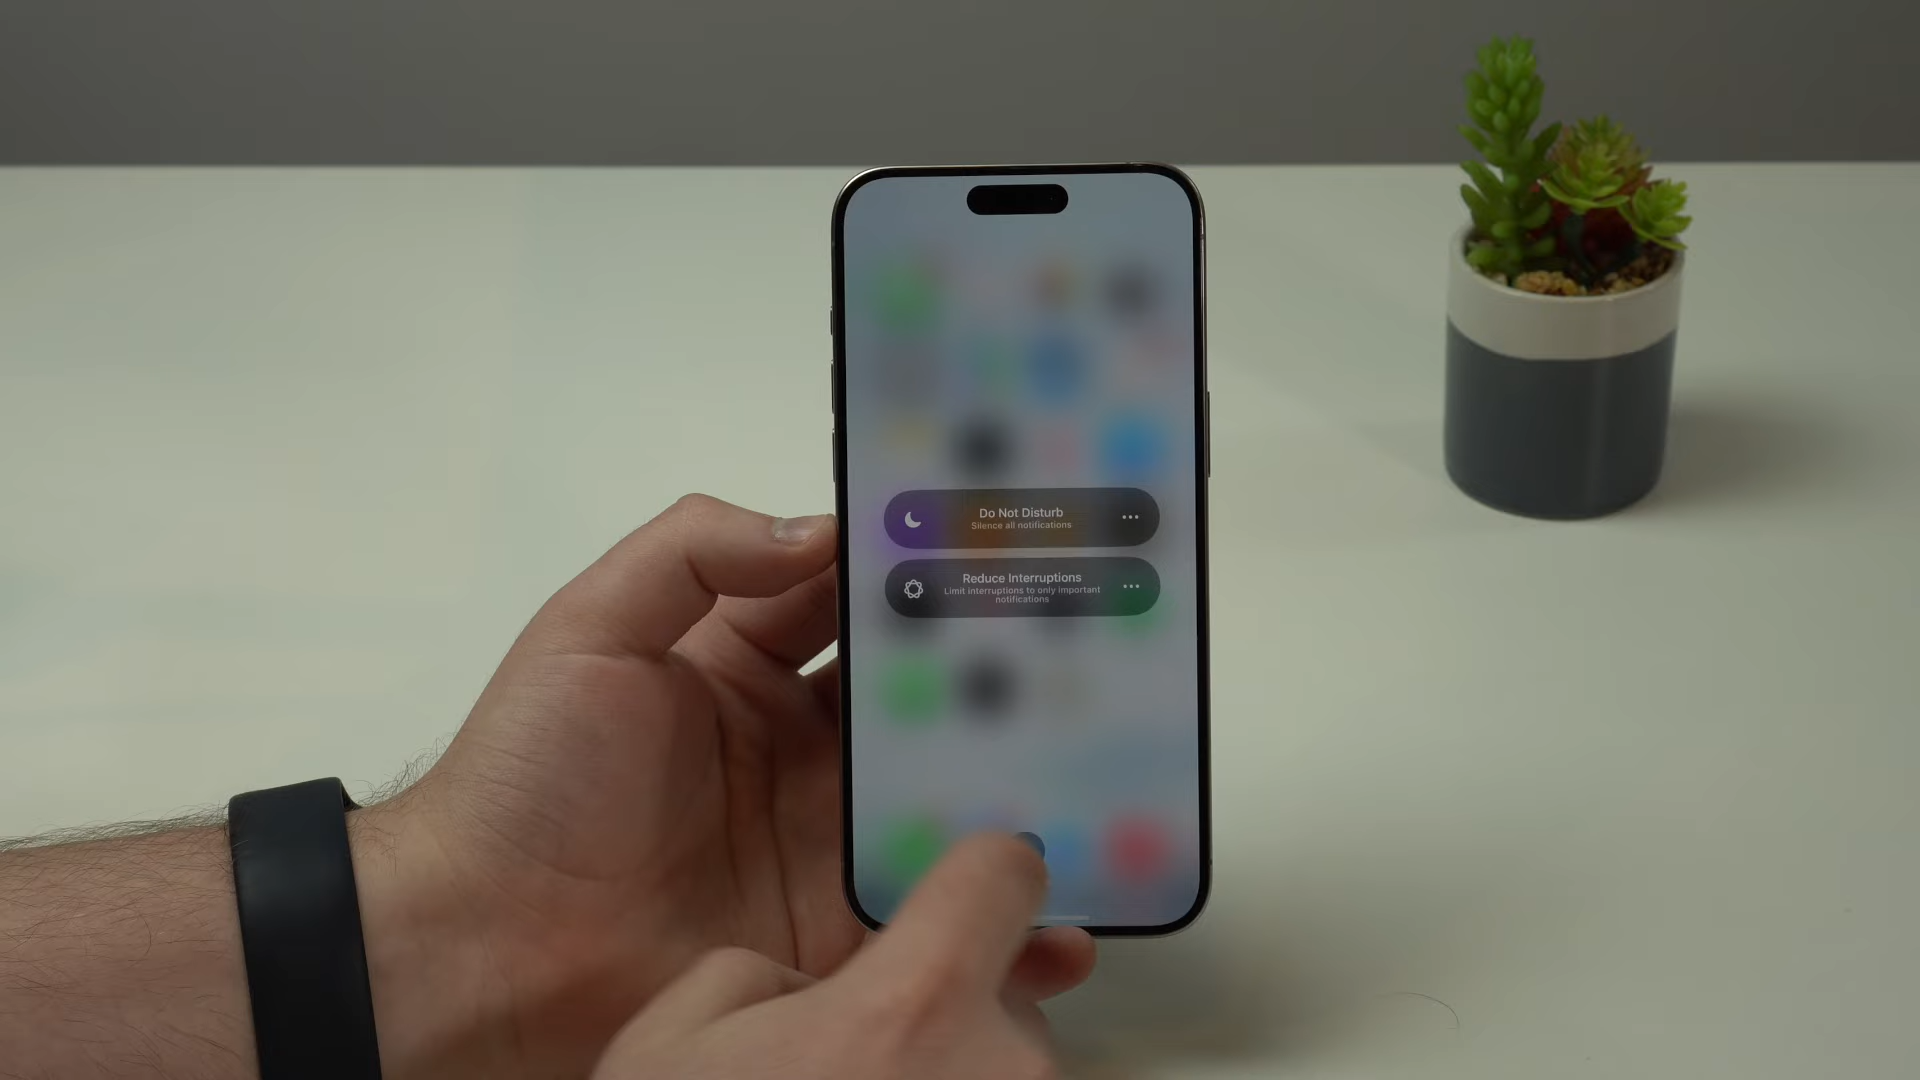 Do Not Disturb
Silence all notifications
Reduce Interruptions
Limit interruptions to only important
notifications